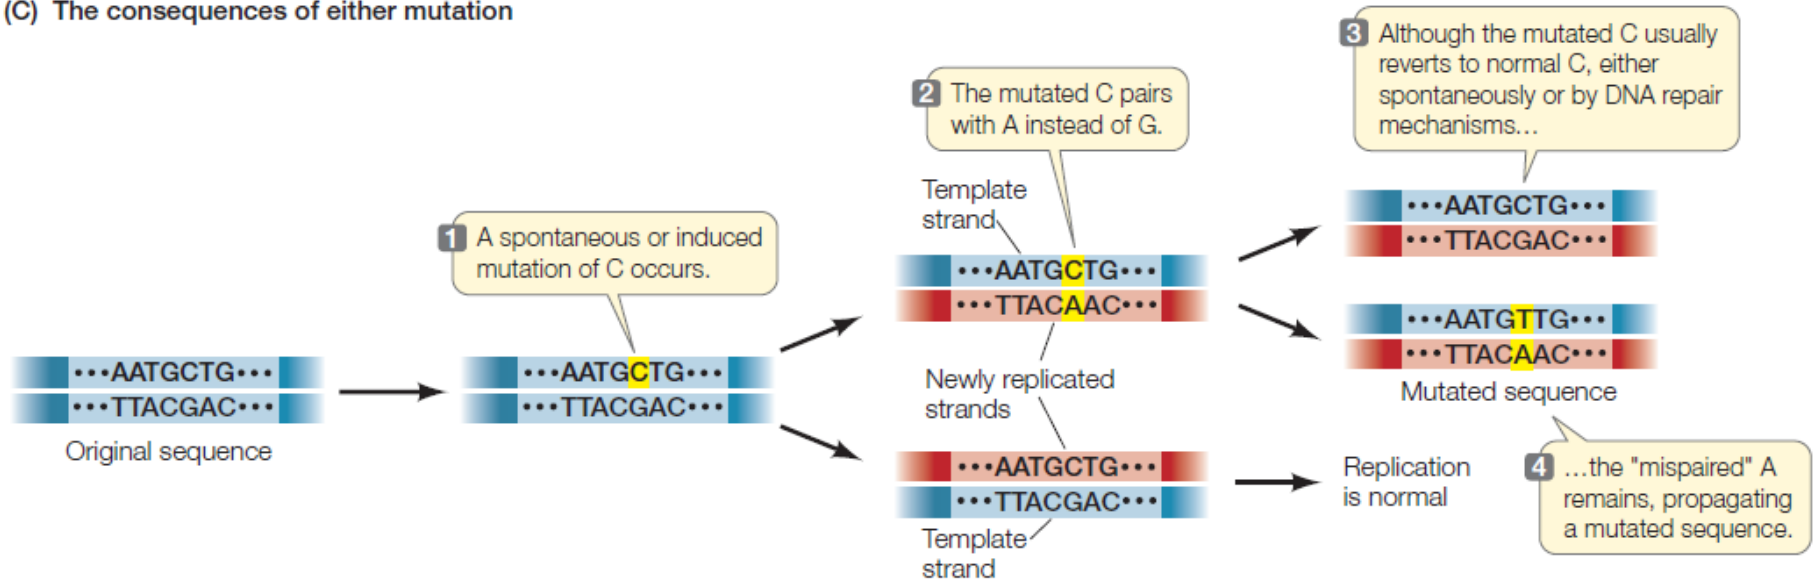 (C) The consequences of either mutation
1 A spontaneous or induced
mutation of C occurs.
2 The mutated C pairs
with A instead of G.
3 Although the mutated C usually
reverts to normal C, either
spontaneously or by DNA repair
mechanisms…
•••AATGCTG•••
•••TTACGAC•••
Original sequence
•••AATGCTG•••
•••TTACGAC•••
Template
strand
•••AATGCTG•••
•••TTACAAC•••
Newly replicated
strands
•••AATGCTG•••
•••TTACGAC•••
Template
strand
•••AATGCTG•••
•••TTACGAC•••
•••AATGTTG•••
•••TTACAAC•••
Mutated sequence
Replication
is normal
4 …the "mispaired" A
remains, propagating
a mutated sequence.